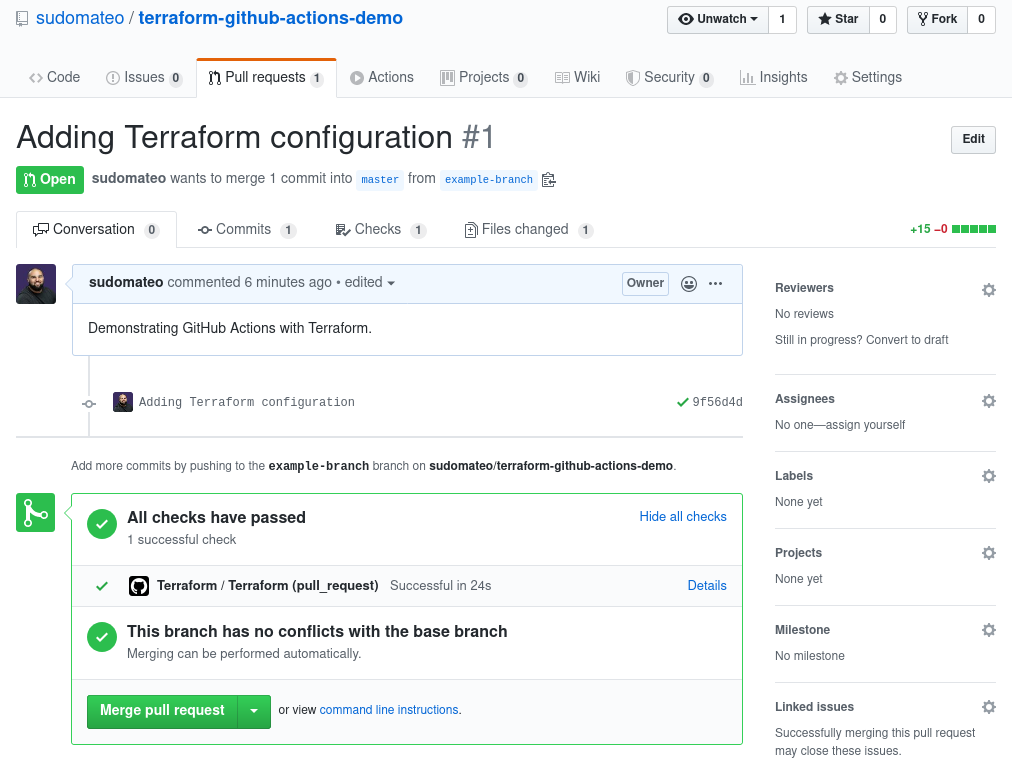 sudomateo / terraform-github-actions-demo
Unwatch 1 Star 0 Fork 0
Code Issues 0 Pull requests 1 Actions Projects 0 Wiki Security 0 Insights Settings
Adding Terraform configuration #1
Edit
Open sudomateo wants to merge 1 commit into master from example-branch
Conversation 0 Commits 1 Checks 1 Files changed 1
+15 −0
sudomateo commented 6 minutes ago • edited
Owner
Demonstrating GitHub Actions with Terraform.
Adding Terraform configuration 9f56d4d
Add more commits by pushing to the example-branch branch on sudomateo/terraform-github-actions-demo.
All checks have passed
Hide all checks
1 successful check
Terraform / Terraform (pull_request) Successful in 24s Details
This branch has no conflicts with the base branch
Merging can be performed automatically.
Merge pull request or view command line instructions.
Reviewers
No reviews
Still in progress? Convert to draft
Assignees
No one—assign yourself
Labels
None yet
Projects
None yet
Milestone
No milestone
Linked issues
Successfully merging this pull request
may close these issues.